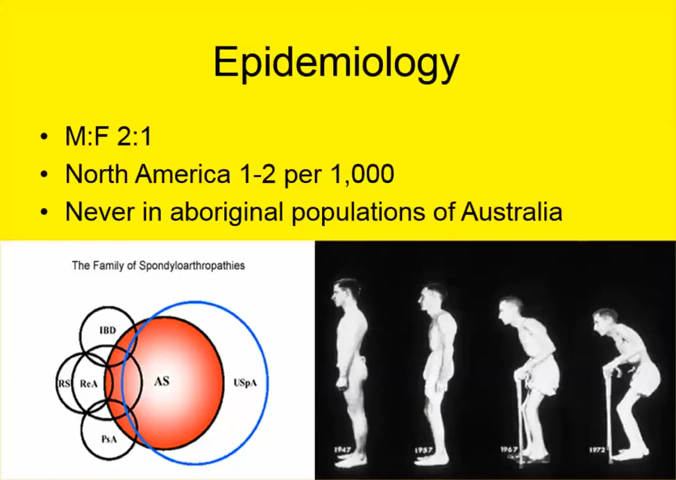 Epidemiology
• M:F 2:1
• North America 1-2 per 1,000
• Never in aboriginal populations of Australia
The Family of Spondyloarthropathies
IBD
RS
ReA
AS
USpA
PsA
1947
1957
1967
1972